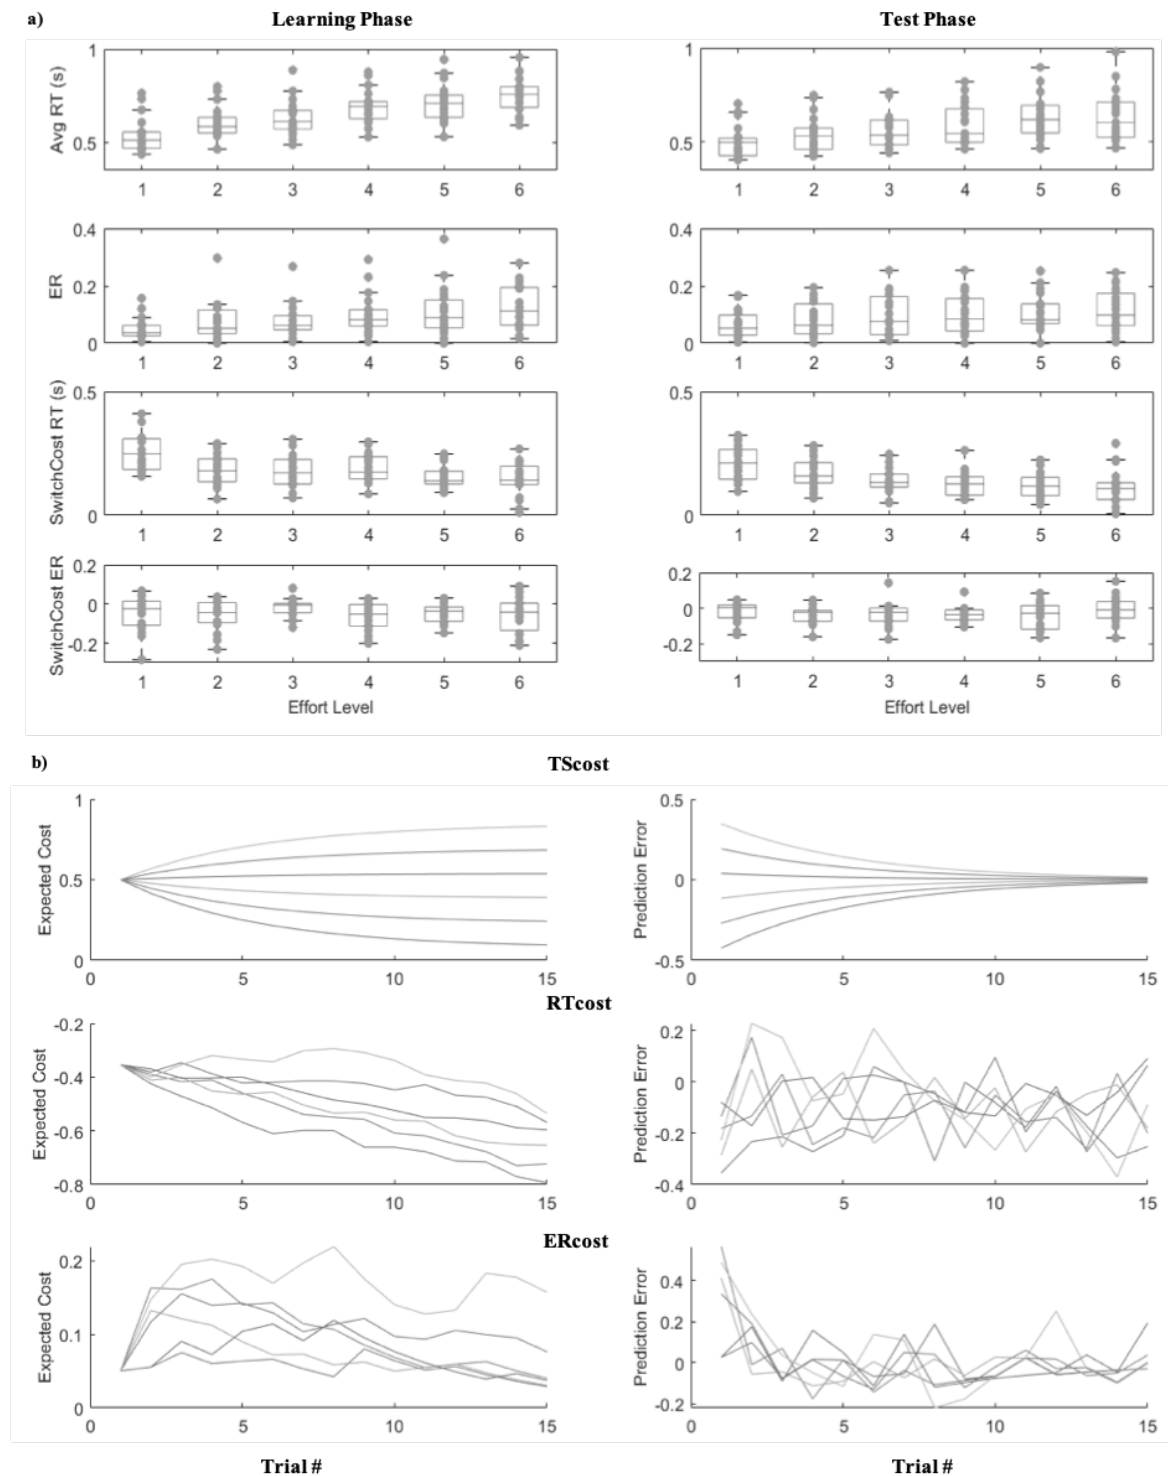 a)
Learning Phase
Test Phase
Avg RT (s)
1
0.5
1 2 3 4 5 6
1
0.5
1 2 3 4 5 6
ER
0.4
0.2
0
1 2 3 4 5 6
0.4
0.2
0
1 2 3 4 5 6
SwitchCost RT (s)
0.5
0
1 2 3 4 5 6
0.5
0
1 2 3 4 5 6
SwitchCost ER
0.2
0
-0.2
1 2 3 4 5 6
Effort Level
0.2
0
-0.2
1 2 3 4 5 6
Effort Level
b)
TScost
Expected Cost
1
0.5
0
0 5 10 15
Prediction Error
0.5
0
-0.5
0 5 10 15
RTcost
Expected Cost
-0.2
-0.4
-0.6
-0.8
0 5 10 15
Prediction Error
0.2
0
-0.2
-0.4
0 5 10 15
ERcost
Expected Cost
0.2
0.1
0
0 5 10 15
Prediction Error
0.4
0.2
0
-0.2
0 5 10 15
Trial #
Trial #